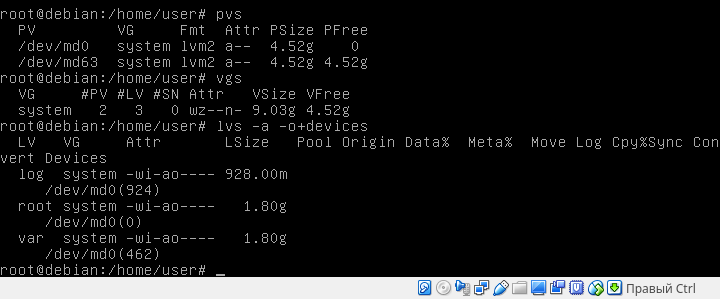 root@debian:/home/user# pvs
  PV         VG     Fmt  Attr PSize PFree
  /dev/md0   system lvm2 a--  4.52g    0
  /dev/md63  system lvm2 a--  4.52g 4.52g
root@debian:/home/user# vgs
  VG     #PV #LV #SN Attr   VSize VFree
  system   2   3   0 wz--n- 9.03g 4.52g
root@debian:/home/user# lvs -a -o+devices
  LV   VG     Attr       LSize   Pool Origin Data%  Meta%  Move Log Cpy%Sync Con
vert Devices
  log  system -wi-ao---- 928.00m
     /dev/md0(924)
  root system -wi-ao----   1.80g
     /dev/md0(0)
  var  system -wi-ao----   1.80g
     /dev/md0(462)
root@debian:/home/user# _
Правый Ctrl